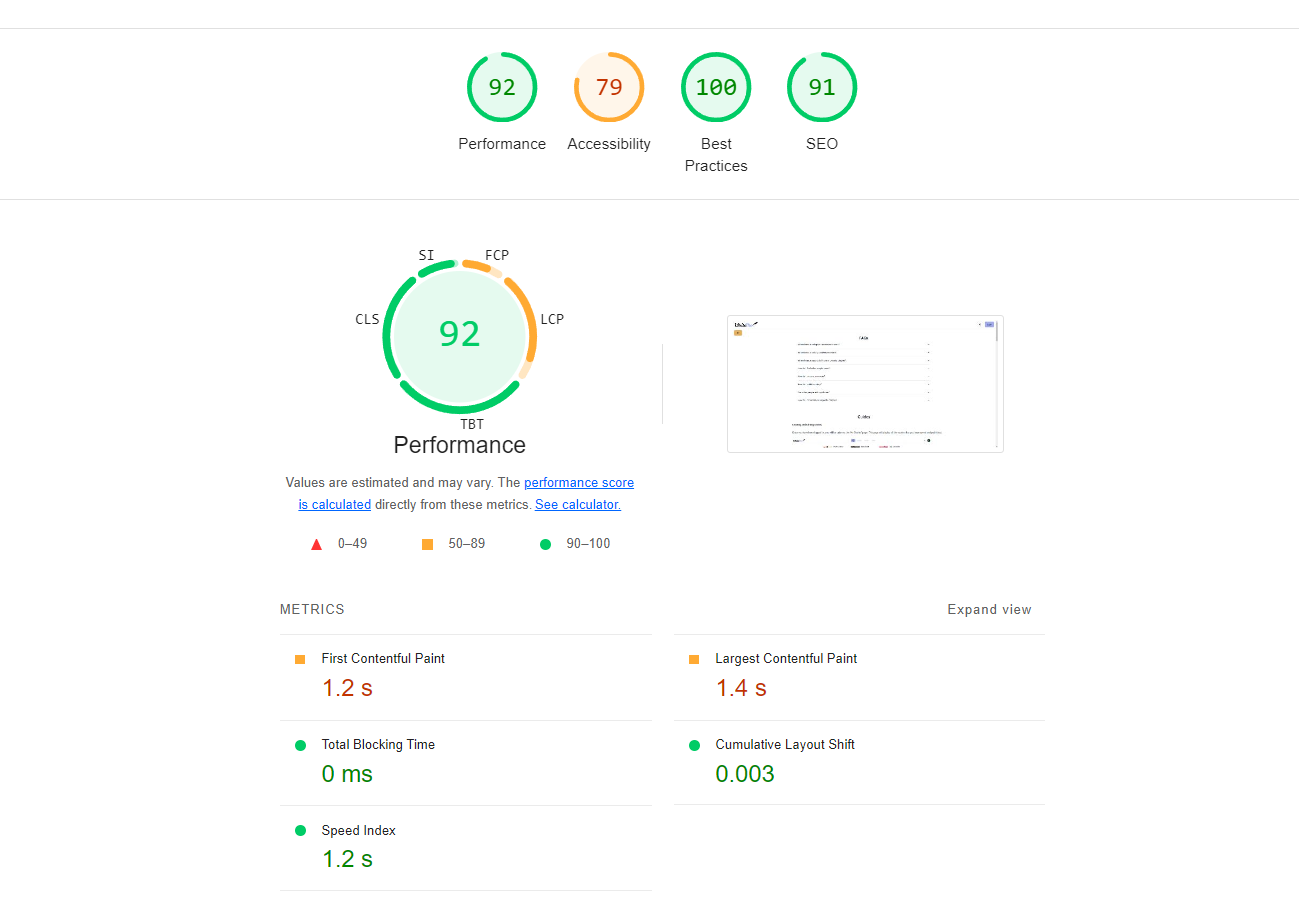 92
79
100
91
Performance
Accessibility
Best
Practices
SEO
SI
FCP
CLS
LCP
92
TBT
Performance
FAQs
Guides
Values are estimated and may vary. The performance score
is calculated directly from these metrics. See calculator.
0–49
50–89
90–100
METRICS
Expand view
First Contentful Paint
1.2 s
Largest Contentful Paint
1.4 s
Total Blocking Time
0 ms
Cumulative Layout Shift
0.003
Speed Index
1.2 s